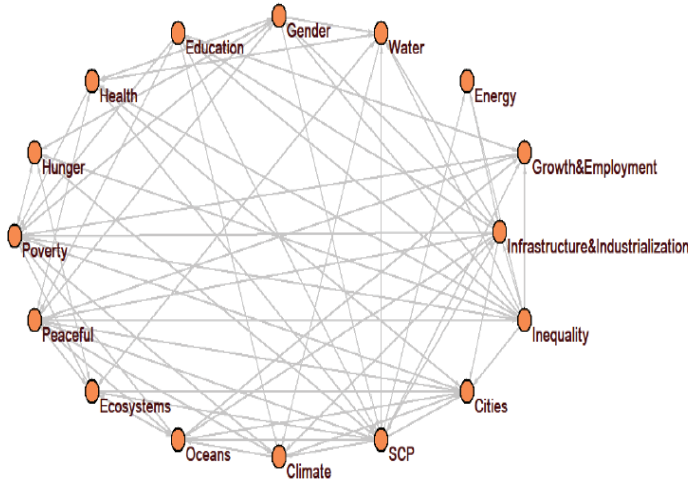 Gender
Education
Water
Health
Energy
Hunger
Growth&Employment
Poverty
Infrastructure&Industrialization
Peaceful
Inequality
Ecosystems
Cities
Oceans
SCP
Climate